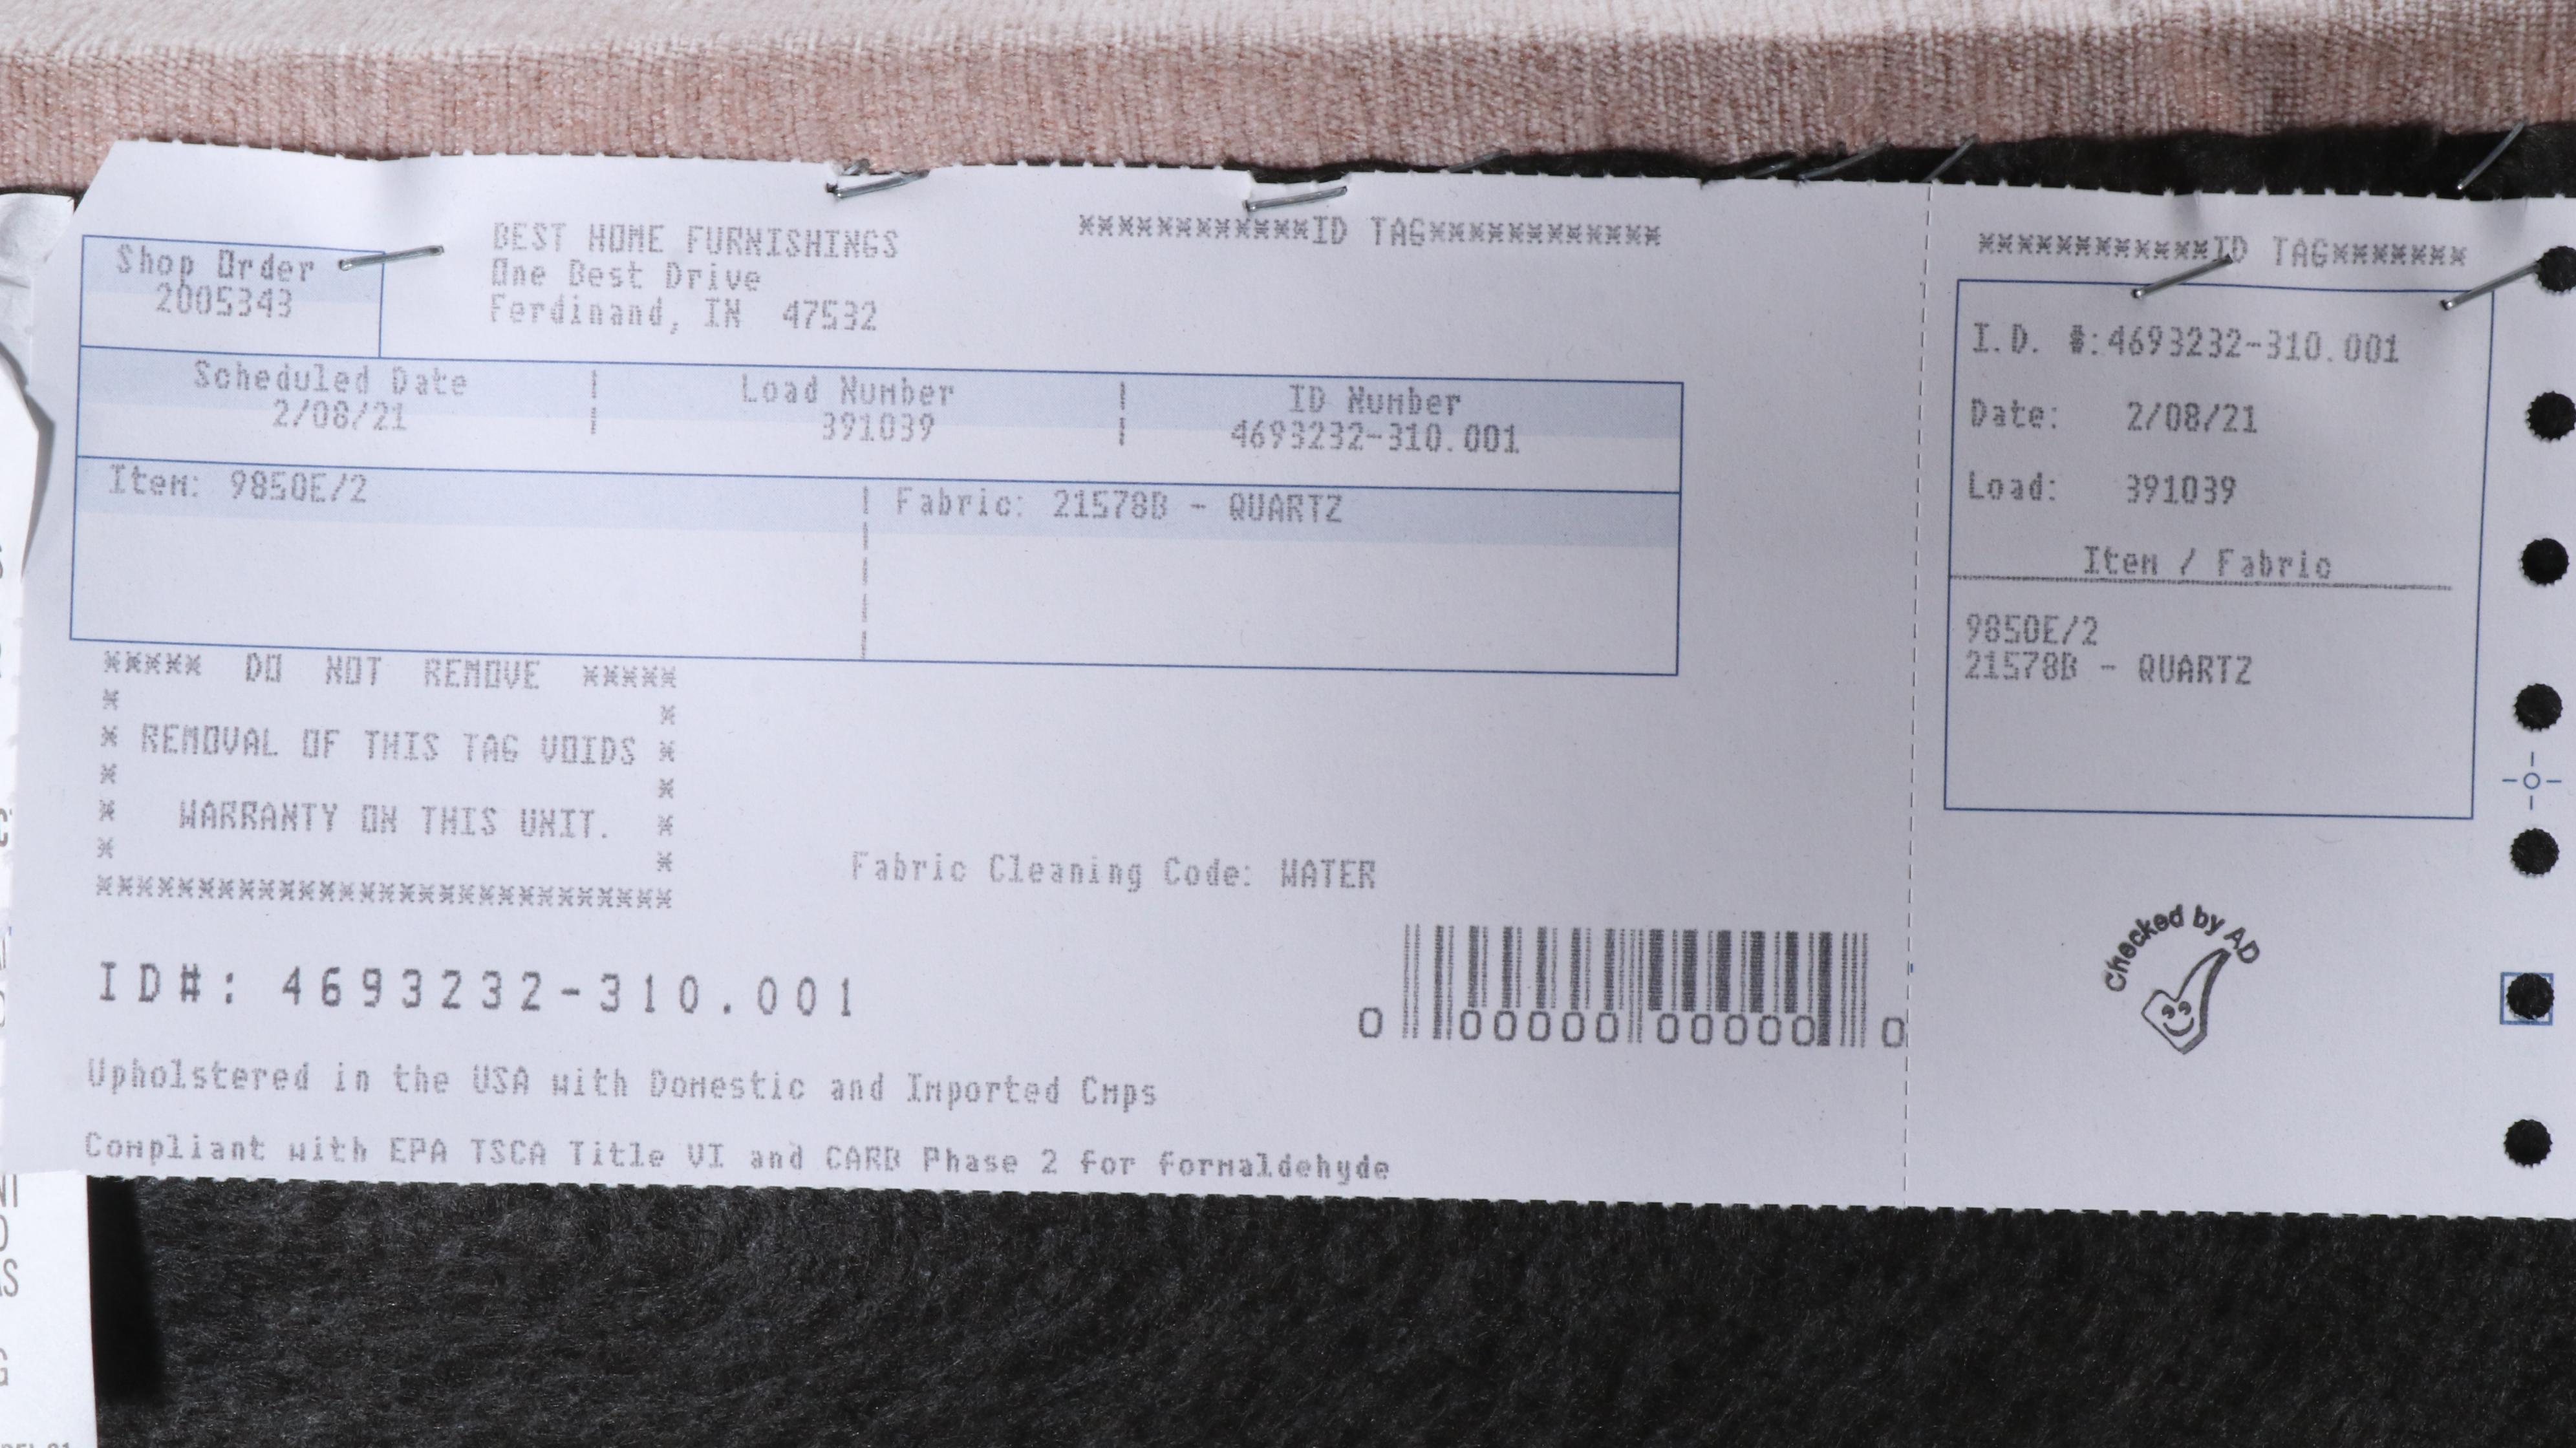 Shop Order
2005343
BEST HOME FURNISHINGS
One Best Drive
Ferdinand, IN 47532
************ID TAG************
Scheduled Date | Load Number | ID Number
2/08/21 | 391039 | 4693232-310.001
Item: 9850E/2 | Fabric: 21578B - QUARTZ
***** DO NOT REMOVE *****
* *
* REMOVAL OF THIS TAG VOIDS *
* *
* WARRANTY ON THIS UNIT. *
* *
*****************************
Fabric Cleaning Code: WATER
ID#: 4693232-310.001
0 00000 00000 0
Upholstered in the USA with Domestic and Imported Cmps
Compliant with EPA TSCA Title VI and CARB Phase 2 for formaldehyde
************ID TAG*******
I.D. #:4693232-310.001
Date: 2/08/21
Load: 391039
Item / Fabric
9850E/2
21578B - QUARTZ
Checked by AD